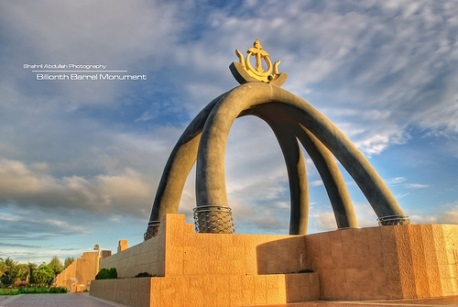 Shahril Abdullah Photography
Billionth Barrel Monument